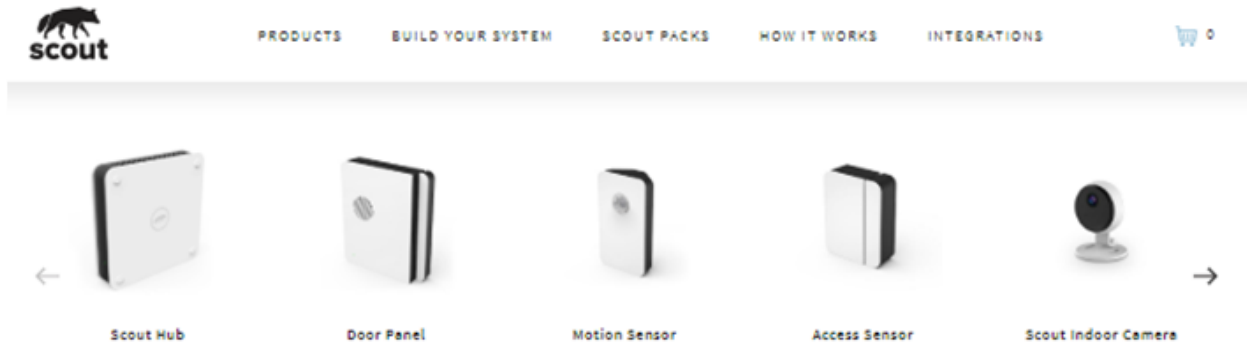 scout
PRODUCTS BUILD YOUR SYSTEM SCOUT PACKS HOW IT WORKS INTEGRATIONS 0
Scout Hub Door Panel Motion Sensor Access Sensor Scout Indoor Camera